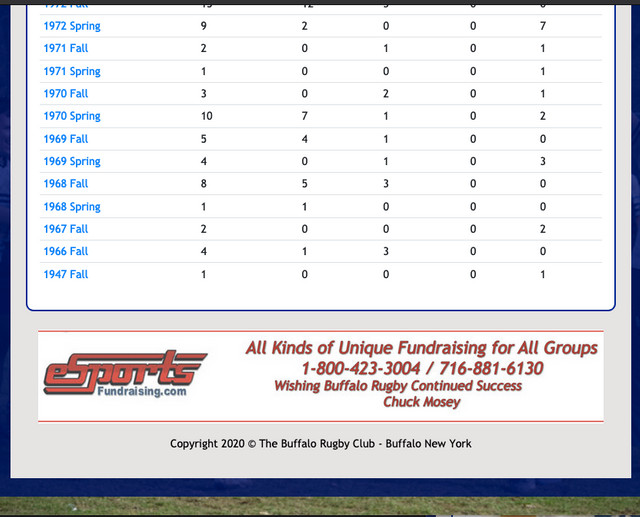 1972 Fall
1972 Spring 9 2 0 0 7
1971 Fall 2 0 1 0 1
1971 Spring 1 0 0 0 1
1970 Fall 3 0 2 0 1
1970 Spring 10 7 1 0 2
1969 Fall 5 4 1 0 0
1969 Spring 4 0 1 0 3
1968 Fall 8 5 3 0 0
1968 Spring 1 1 0 0 0
1967 Fall 2 0 0 0 2
1966 Fall 4 1 3 0 0
1947 Fall 1 0 0 0 1
eSports
Fundraising.com
All Kinds of Unique Fundraising for All Groups
1-800-423-3004 / 716-881-6130
Wishing Buffalo Rugby Continued Success
Chuck Mosey
Copyright 2020 © The Buffalo Rugby Club - Buffalo New York